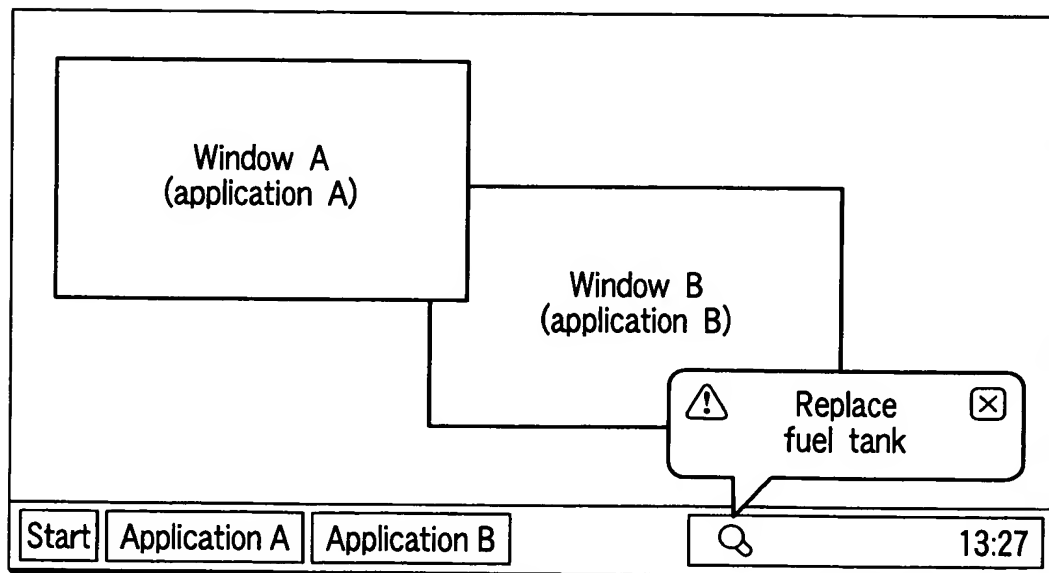 Window A
(application A)
Window B
(application B)
Replace
fuel tank
Start
Application A
Application B
13:27